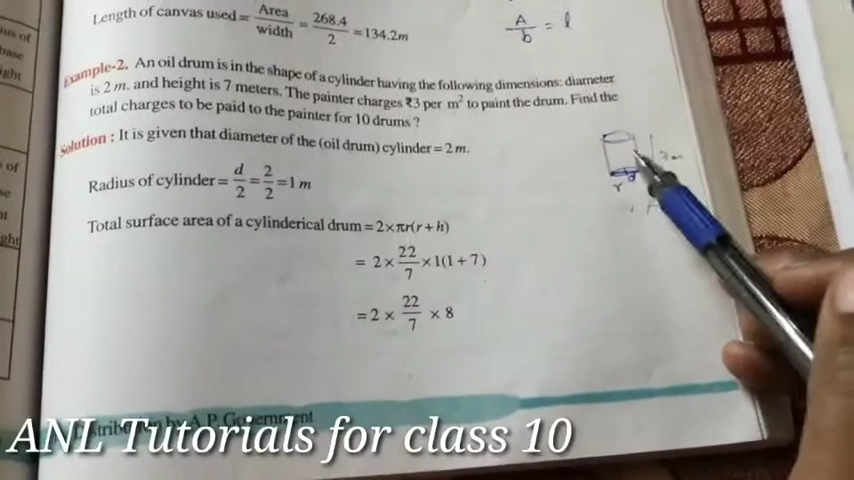 Length of canvas used = Area / width = 268.4 / 2 = 134.2m
A / b = l
Example-2. An oil drum is in the shape of a cylinder having the following dimensions: diameter
is 2 m. and height is 7 meters. The painter charges ₹3 per m² to paint the drum. Find the
total charges to be paid to the painter for 10 drums ?
Solution : It is given that diameter of the (oil drum) cylinder = 2 m.
7m
d
r
Radius of cylinder = d/2 = 2/2 = 1 m
Total surface area of a cylinderical drum = 2 × πr(r + h)
= 2 × 22/7 × 1(1 + 7)
= 2 × 22/7 × 8
by A.P. Government
ANL Tutorials for class 10